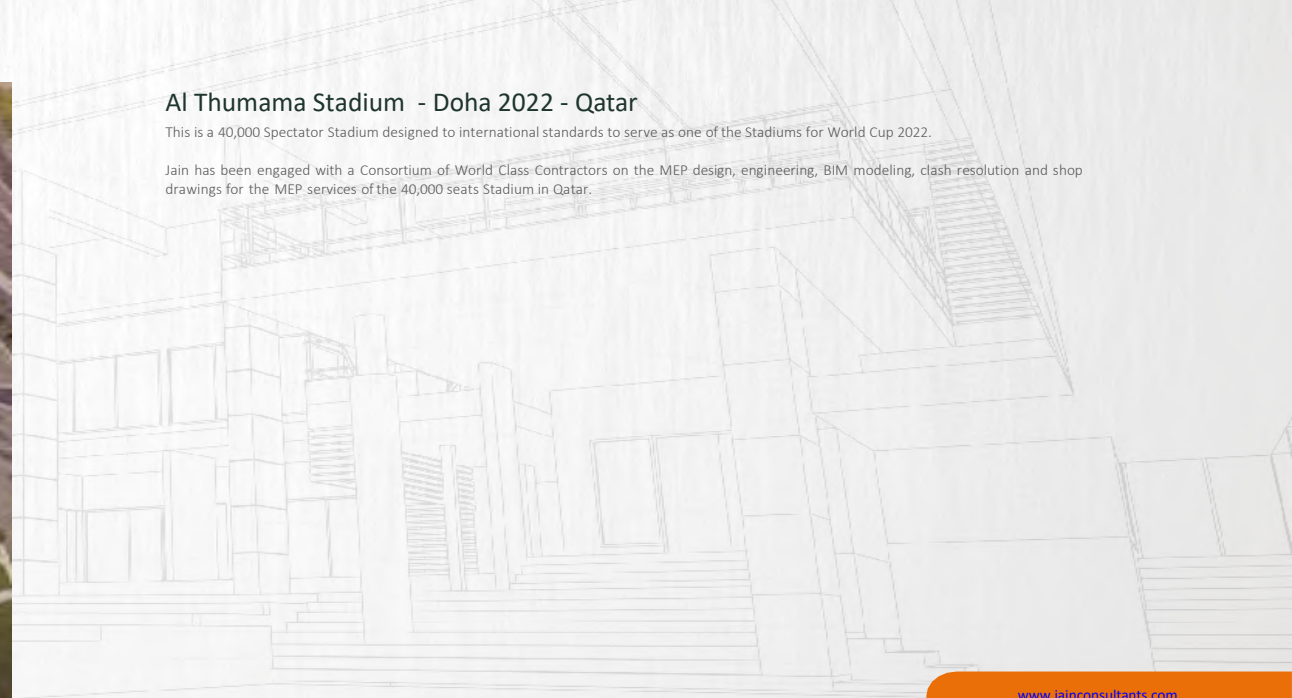 Al Thumama Stadium - Doha 2022 - Qatar
This is a 40,000 Spectator Stadium designed to international standards to serve as one of the Stadiums for World Cup 2022.
Jain has been engaged with a Consortium of World Class Contractors on the MEP design, engineering, BIM modeling, clash resolution and shop
drawings for the MEP services of the 40,000 seats Stadium in Qatar.
www.jainconsultants.com